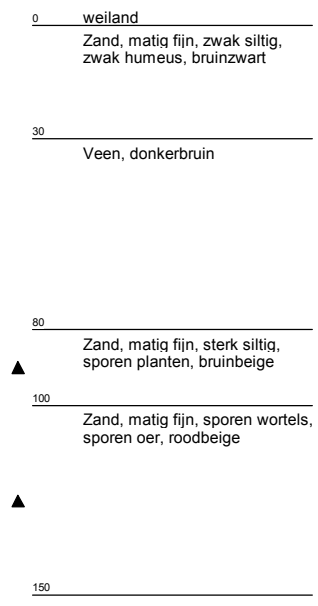 0 weiland
Zand, matig fijn, zwak siltig,
zwak humeus, bruinzwart
30
Veen, donkerbruin
80
Zand, matig fijn, sterk siltig,
sporen planten, bruinbeige
100
Zand, matig fijn, sporen wortels,
sporen oer, roodbeige
150